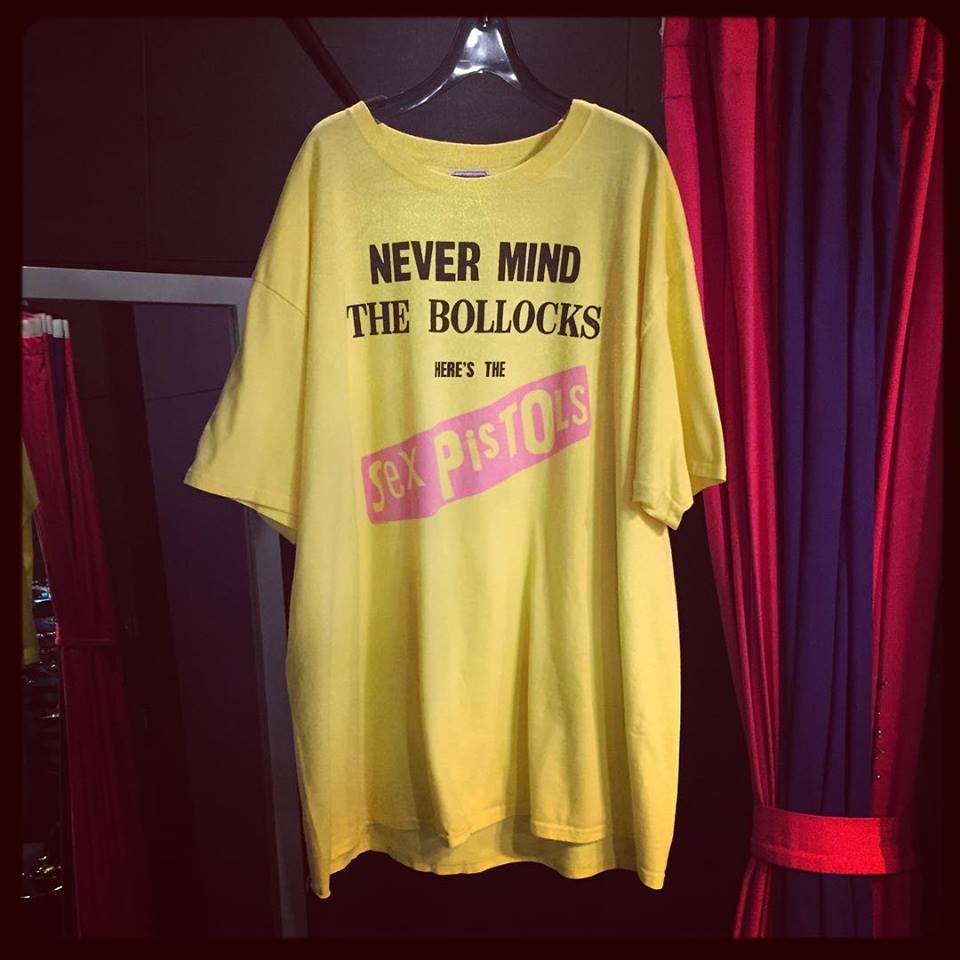 NEVER MIND
THE BOLLOCKS
HERE'S THE
Sex PisTOLS